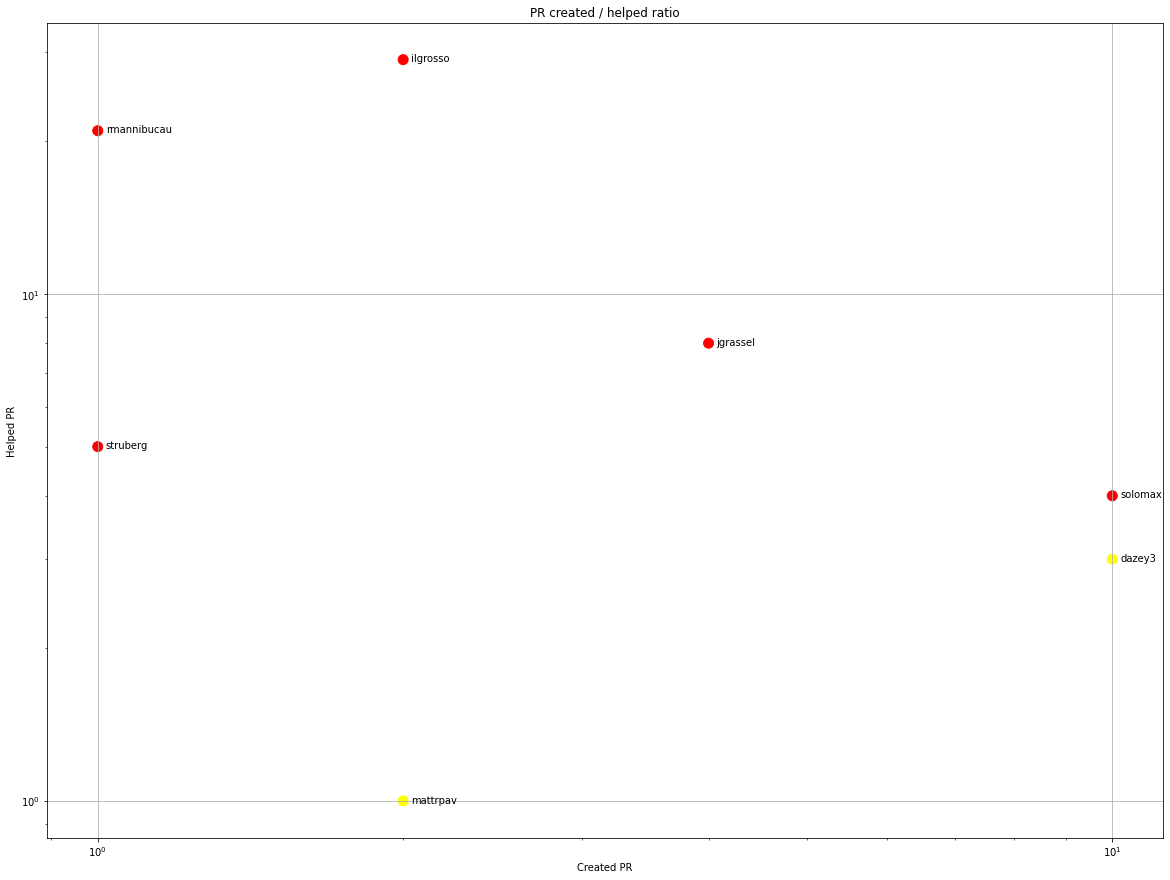 PR created / helped ratio
ilgrosso
rmannibucau
10¹
jgrassel
Helped PR
struberg
solomax
dazey3
10⁰
mattrpav
10⁰
10¹
Created PR